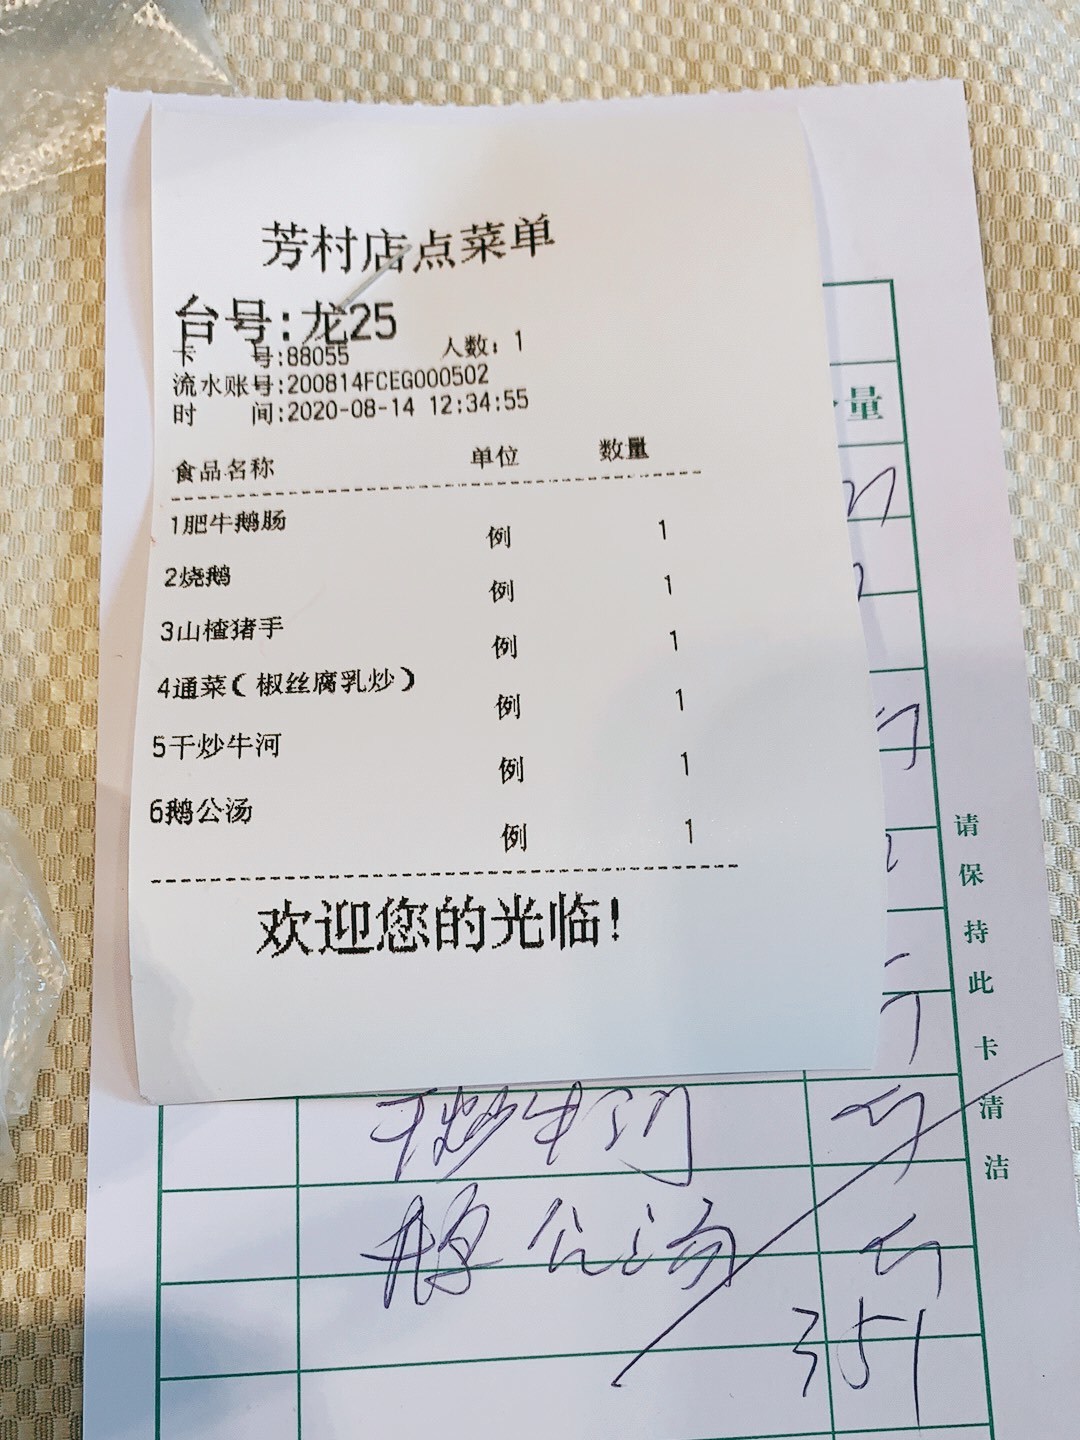 芳村店点菜单
台号:龙25
卡 号:88055 人数:1
流水账号:200814FCEG000502
时 间:2020-08-14 12:34:55
食品名称 单位 数量
1肥牛鹅肠 例 1
2烧鹅 例 1
3山楂猪手 例 1
4通菜(椒丝腐乳炒) 例 1
5干炒牛河 例 1
6鹅公汤 例 1
欢迎您的光临!
量
请保持此卡清洁
干炒牛河
鹅公汤
351